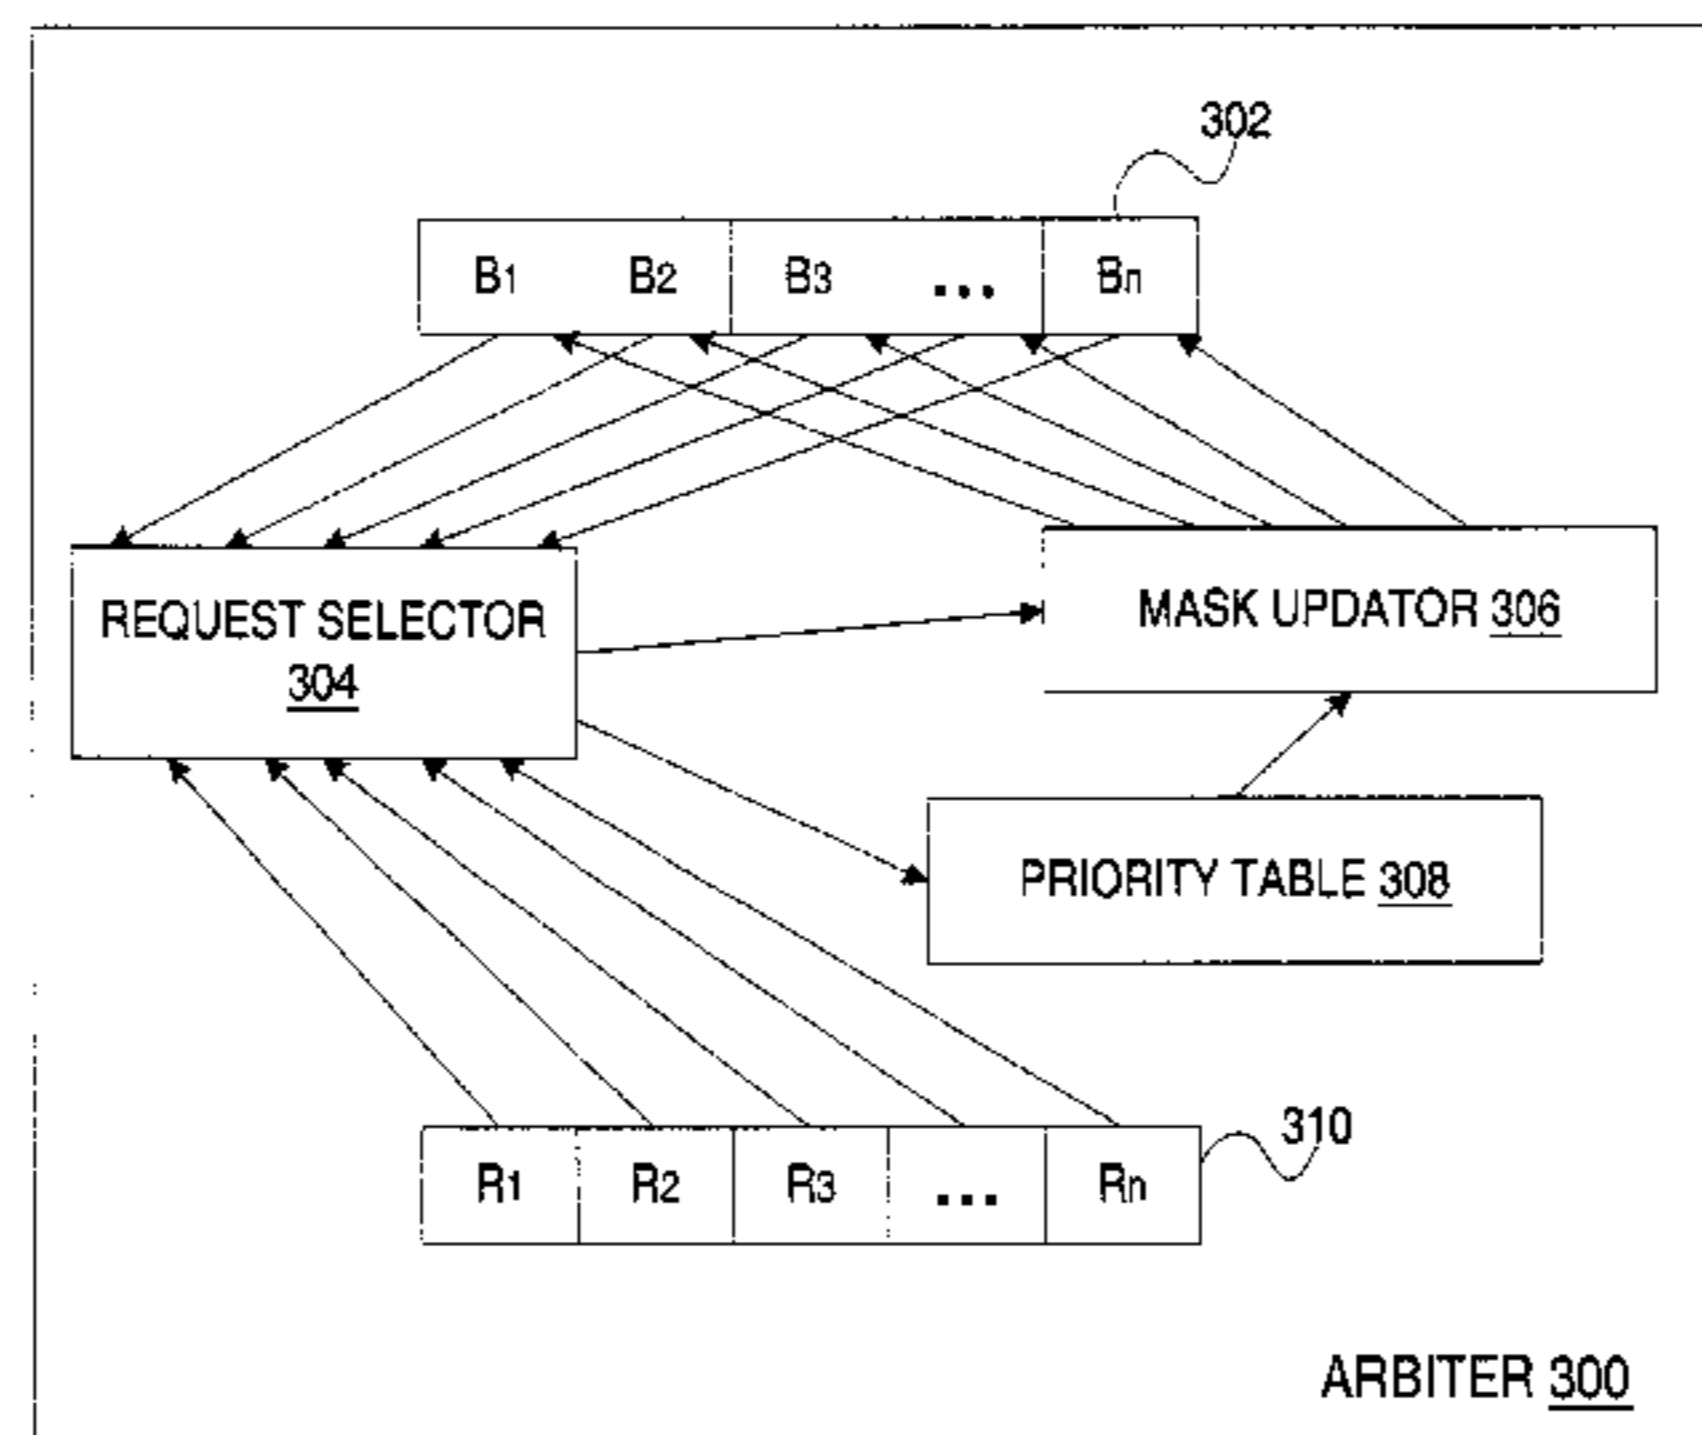 302
B1 B2 B3 ... Bn
REQUEST SELECTOR
304
MASK UPDATOR 306
PRIORITY TABLE 308
310
R1 R2 R3 ... Rn
ARBITER 300